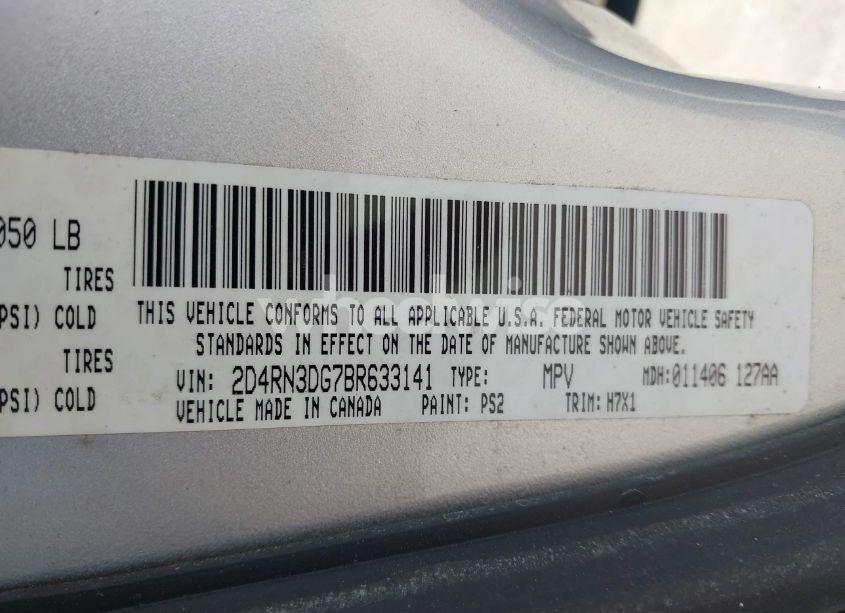 050 LB
TIRES
PSI) COLD
TIRES
PSI) COLD
THIS VEHICLE CONFORMS TO ALL APPLICABLE U.S.A. FEDERAL MOTOR VEHICLE SAFETY
STANDARDS IN EFFECT ON THE DATE OF MANUFACTURE SHOWN ABOVE.
VIN: 2D4RN3DG7BR633141 TYPE: MPV MDH:011406 127AA
VEHICLE MADE IN CANADA PAINT: PS2 TRIM: H7X1
wheelwise